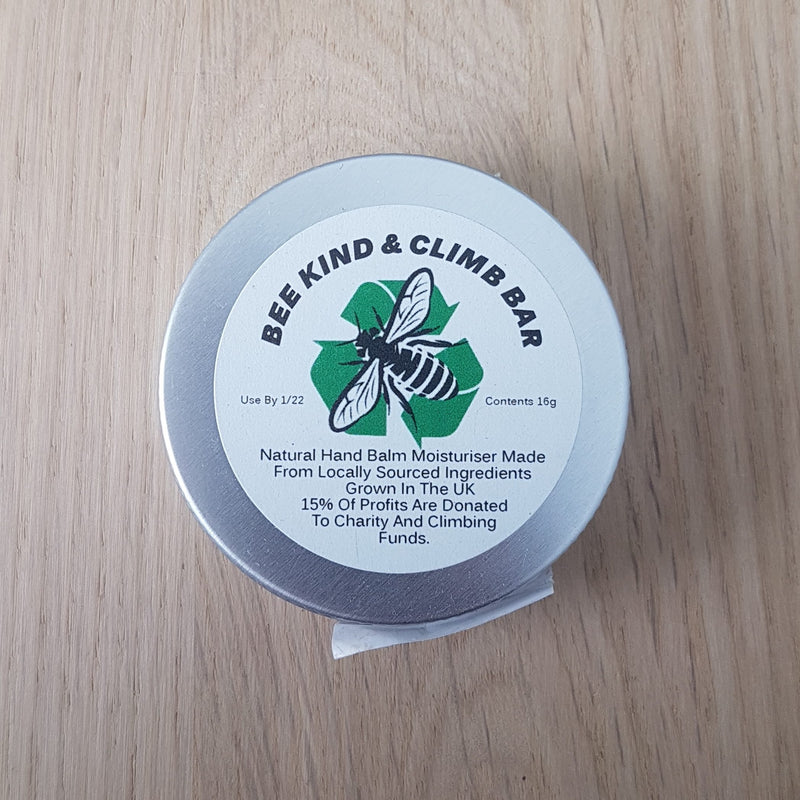 BEE KIND & CLIMB BAR
Use By 1/22
Contents 16g
Natural Hand Balm Moisturiser Made
From Locally Sourced Ingredients
Grown In The UK
15% Of Profits Are Donated
To Charity And Climbing
Funds.